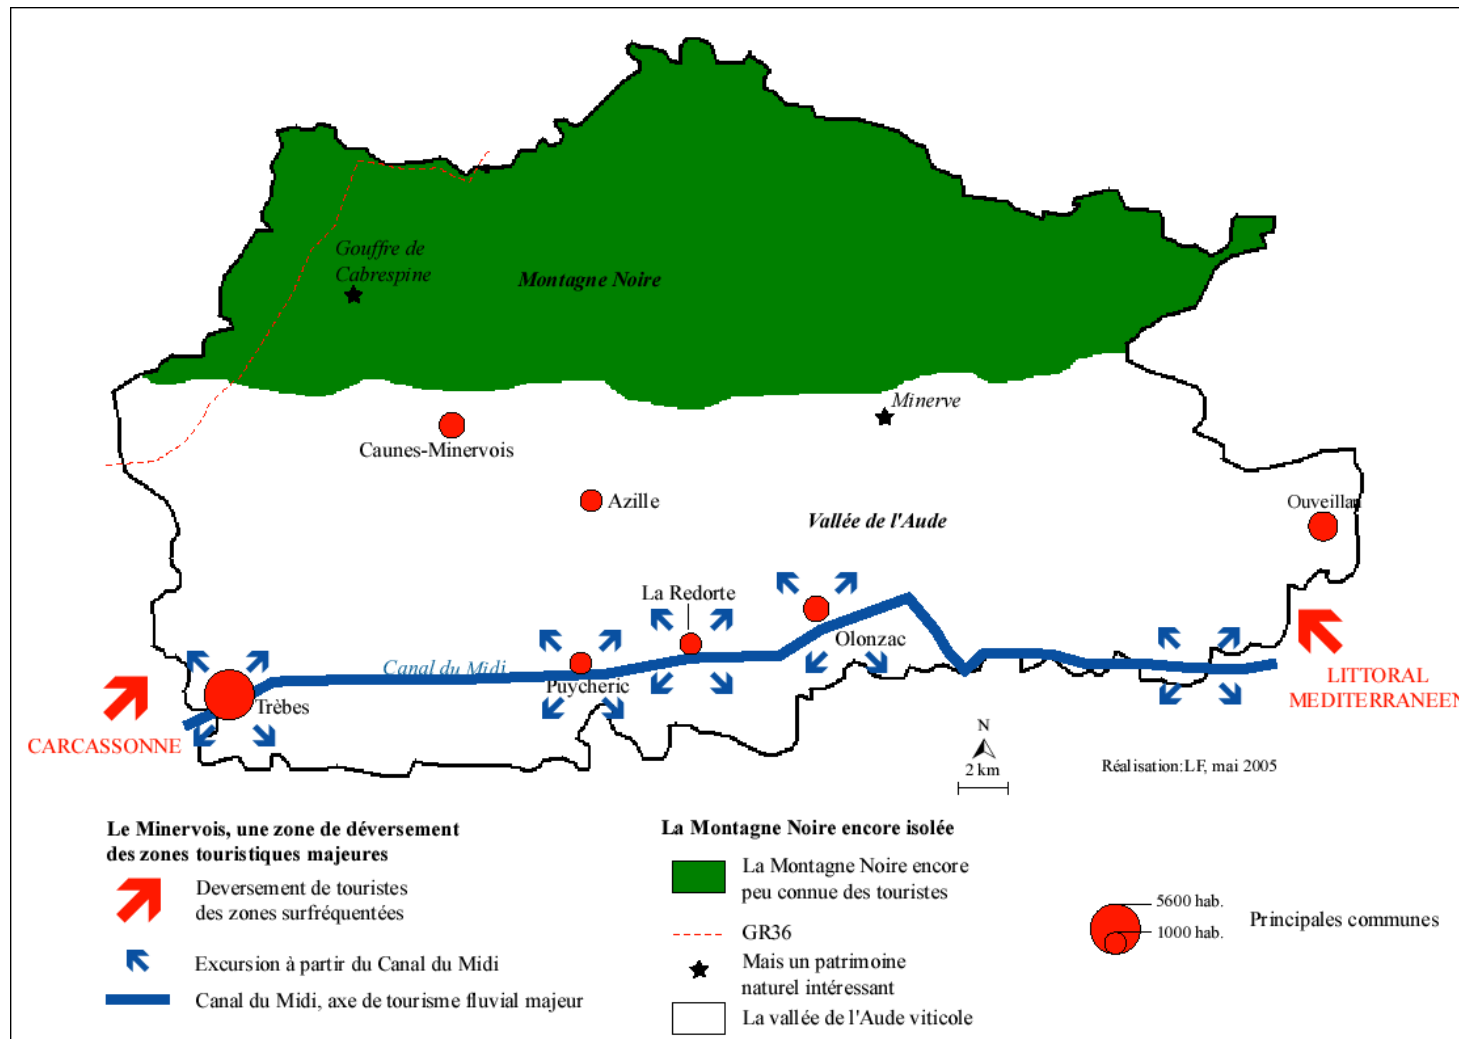 Gouffre de
Cabrespine
Montagne Noire
Minerve
Caunes-Minervois
Azille
Vallée de l'Aude
Ouveillan
La Redorte
Olonzac
Canal du Midi
Puycheric
Trèbes
CARCASSONNE
LITTORAL
MEDITERRANEEN
N
2 km
Réalisation:LF, mai 2005
Le Minervois, une zone de déversement
des zones touristiques majeures
Deversement de touristes
des zones surfréquentées
Excursion à partir du Canal du Midi
Canal du Midi, axe de tourisme fluvial majeur
La Montagne Noire encore isolée
La Montagne Noire encore
peu connue des touristes
GR36
Mais un patrimoine
naturel intéressant
La vallée de l'Aude viticole
5600 hab.
1000 hab.
Principales communes